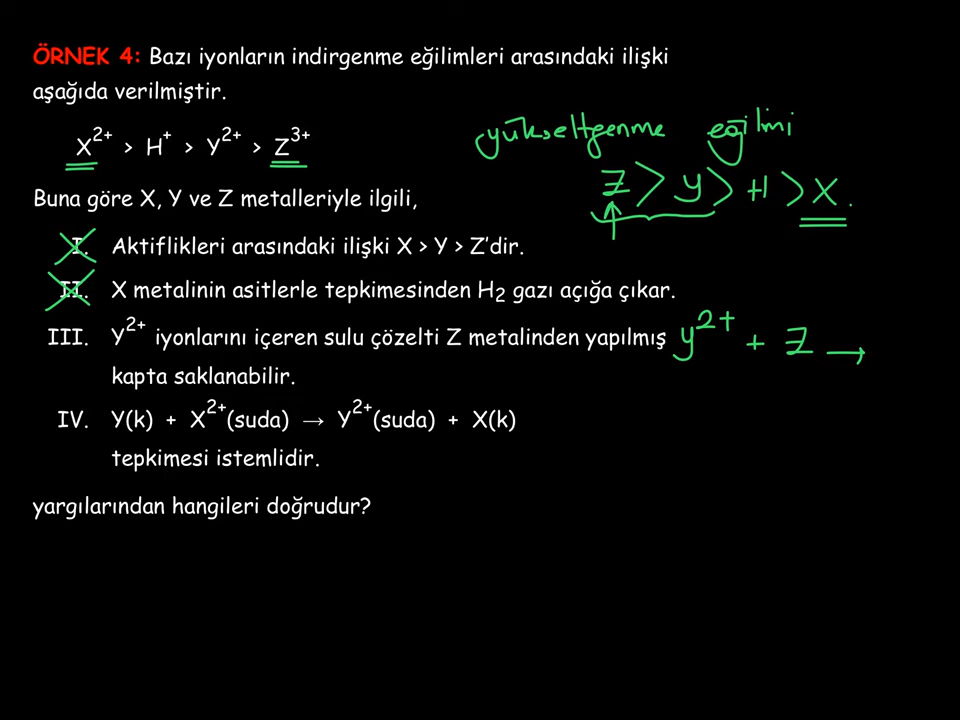 ÖRNEK 4: Bazı iyonların indirgenme eğilimleri arasındaki ilişki
aşağıda verilmiştir.
yükseltgenme eğilimi
X²⁺ > H⁺ > Y²⁺ > Z³⁺
Z > Y > H > X.
Buna göre X, Y ve Z metalleriyle ilgili,
I. Aktiflikleri arasındaki ilişki X > Y > Z'dir.
II. X metalinin asitlerle tepkimesinden H₂ gazı açığa çıkar.
III. Y²⁺ iyonlarını içeren sulu çözelti Z metalinden yapılmış
kapta saklanabilir.
y²⁺ + Z →
IV. Y(k) + X²⁺(suda) → Y²⁺(suda) + X(k)
tepkimesi istemlidir.
yargılarından hangileri doğrudur?